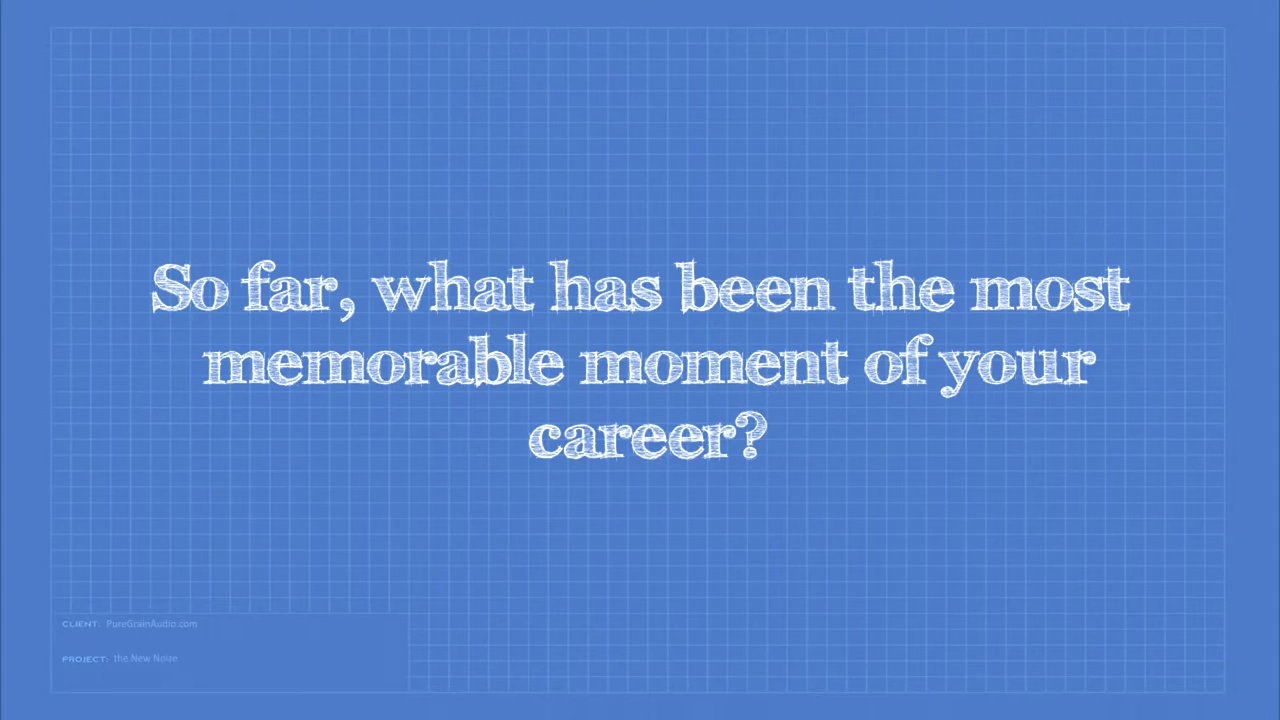 So far, what has been the most
memorable moment of your
career?
CLIENT: PureGrainAudio.com
PROJECT: the New Noize